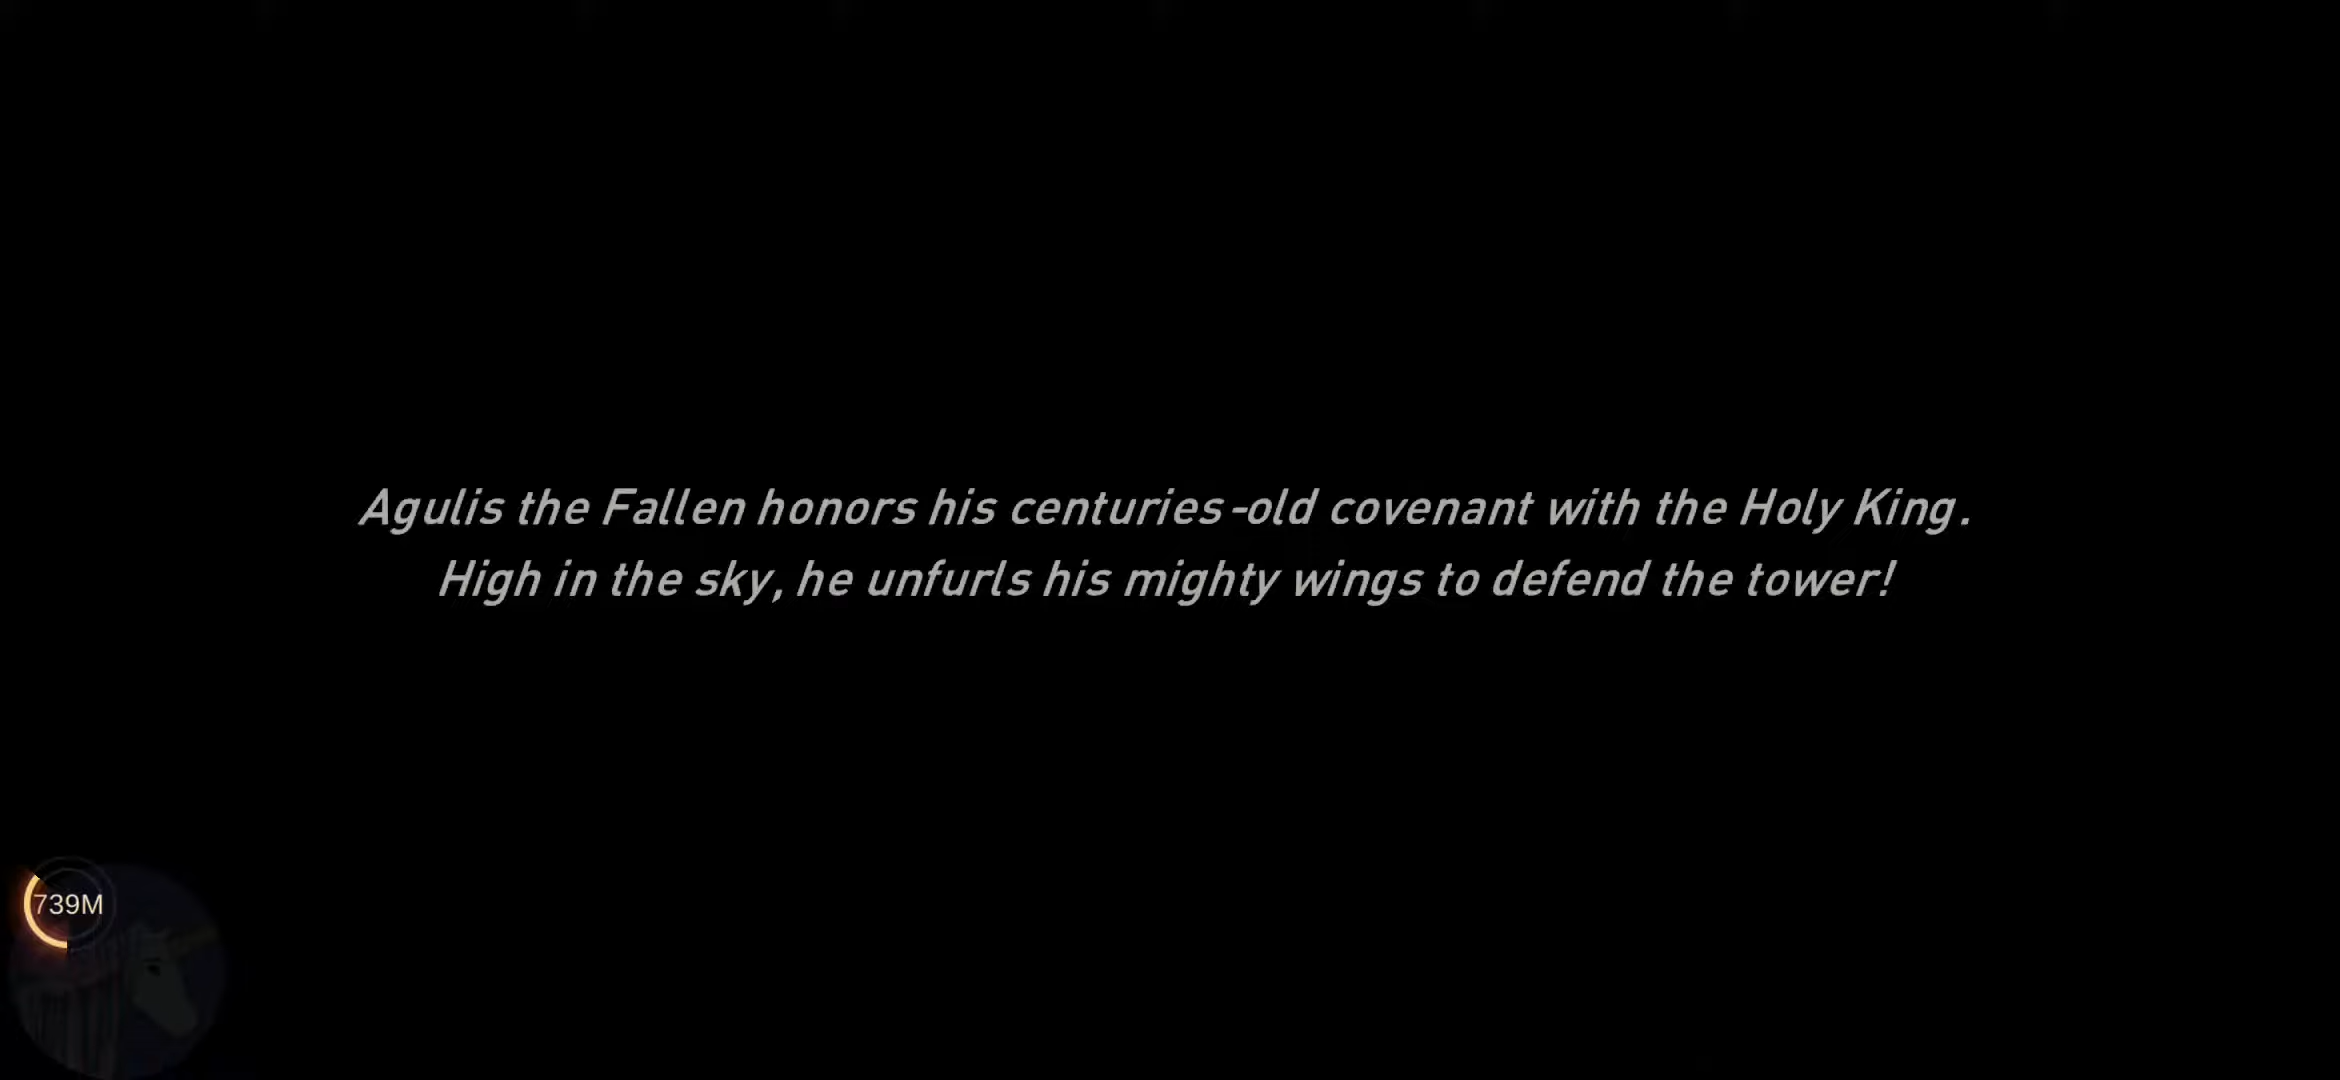 Agulis the Fallen honors his centuries-old covenant with the Holy King.
High in the sky, he unfurls his mighty wings to defend the tower!
739M